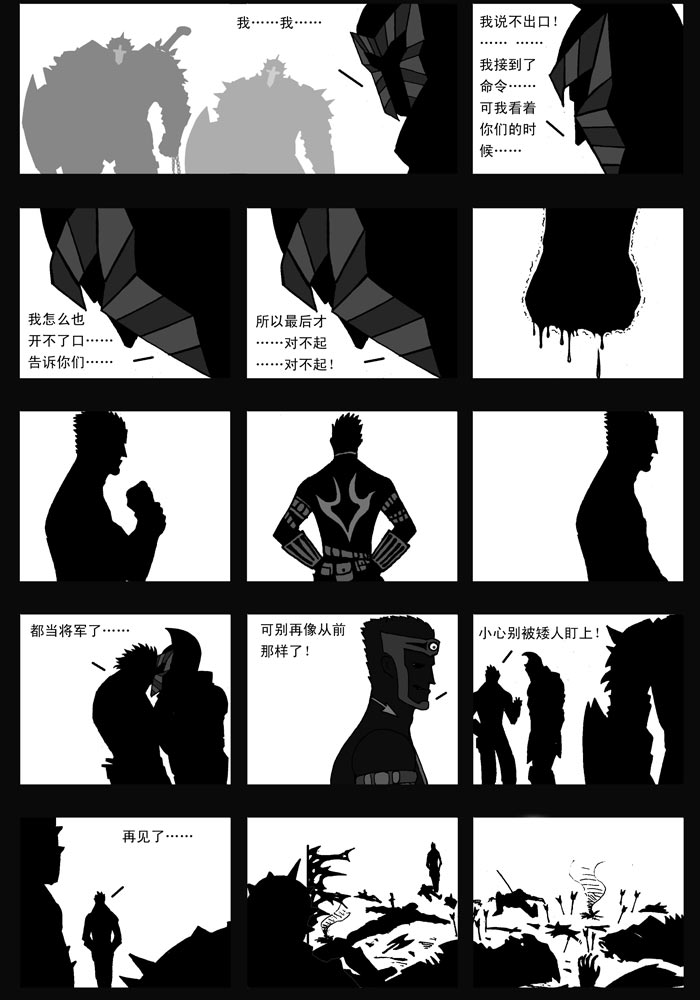 我……我……
我说不出口！
…… ……
我接到了
命令……
可我看着
你们的时
候……
我怎么也
开不了口……
告诉你们……
所以最后才
……对不起
……对不起！
都当将军了……
可别再像从前
那样了！
小心别被矮人盯上！
再见了……